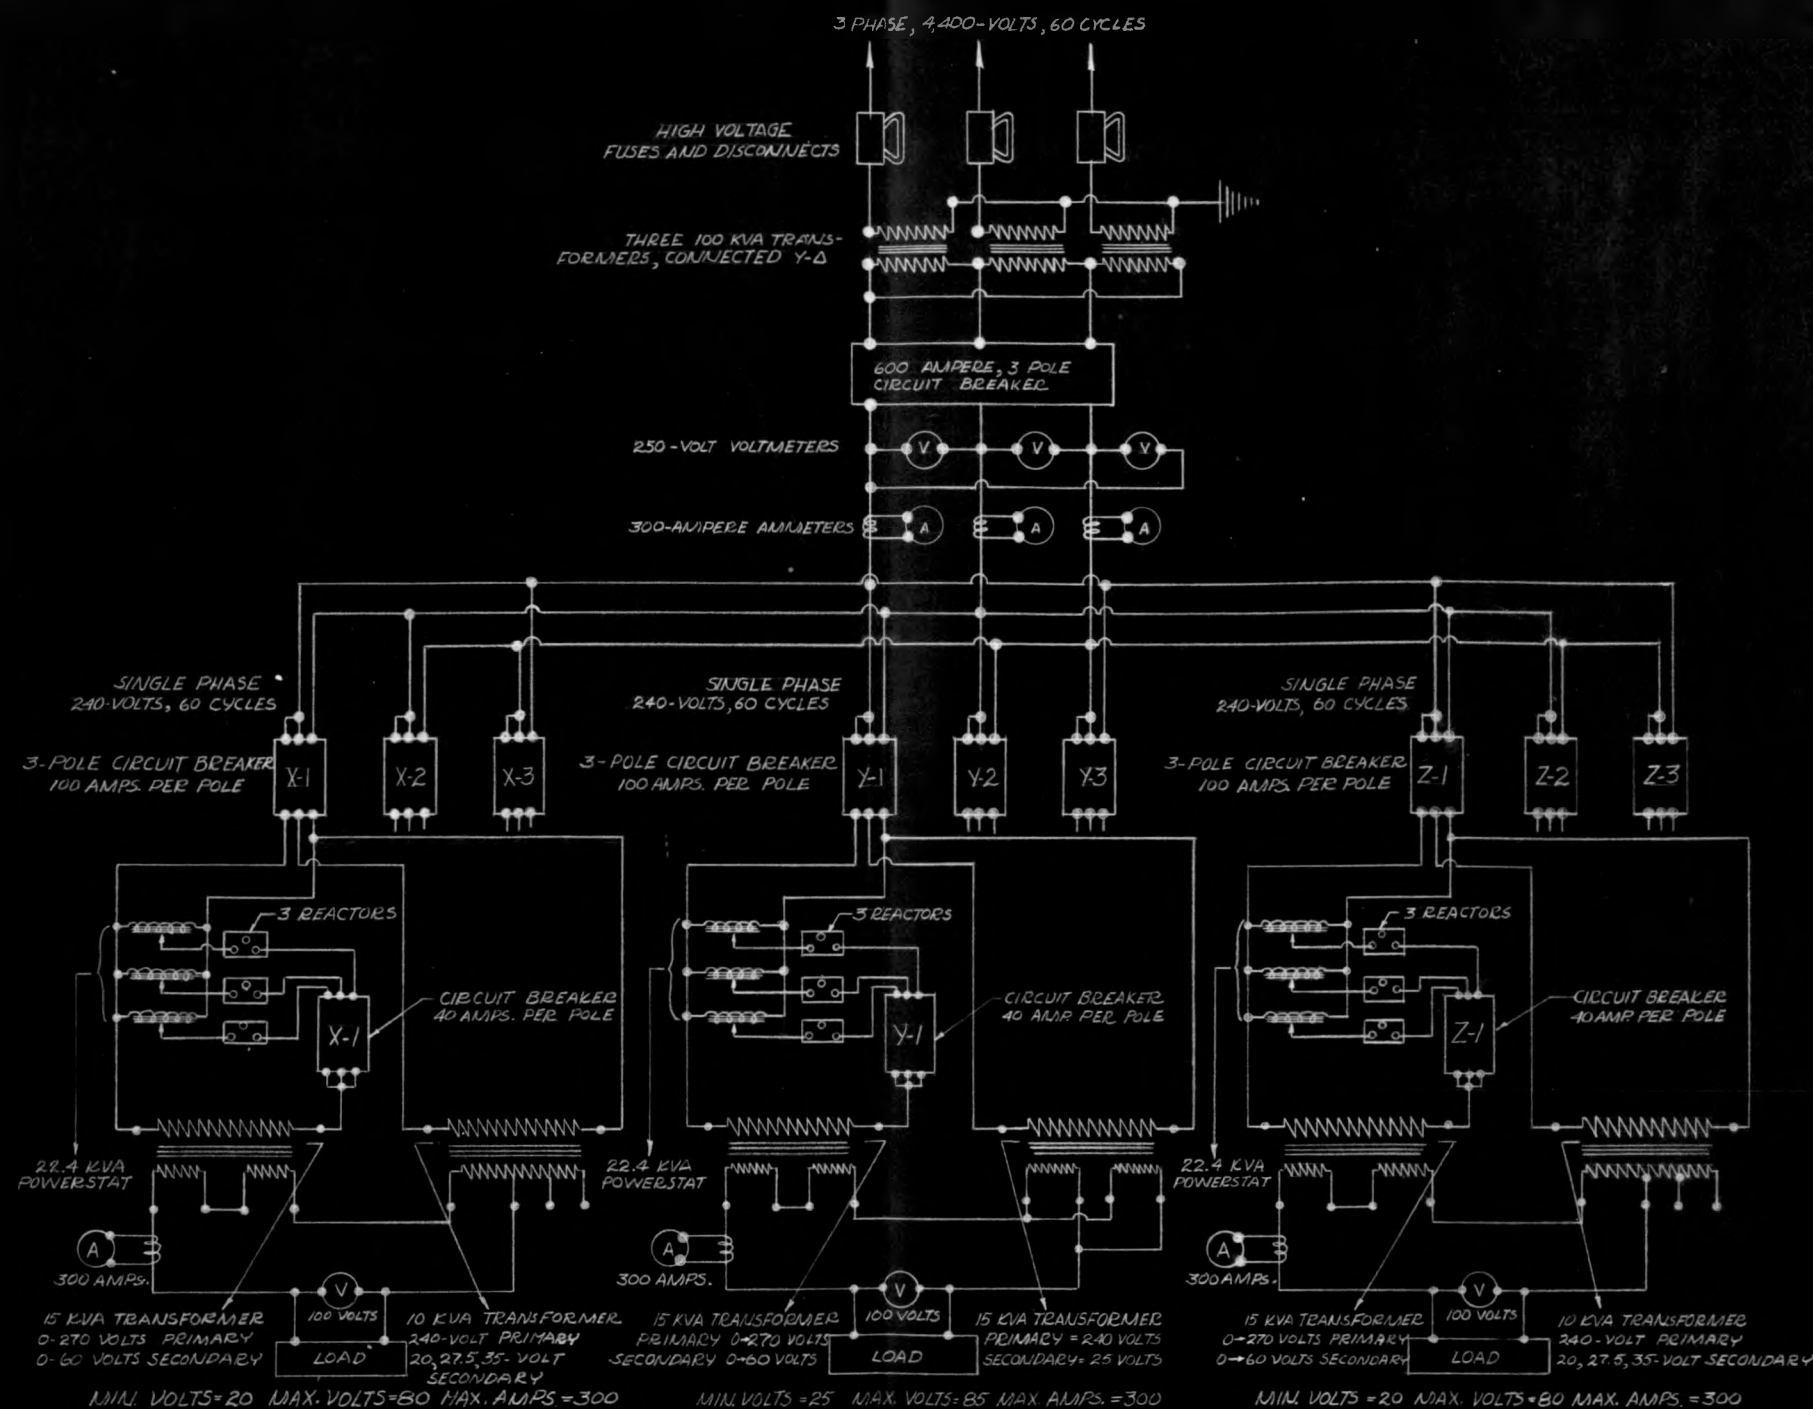 3 PHASE, 4,400-VOLTS, 60 CYCLES
HIGH VOLTAGE
FUSES AND DISCONNECTS
THREE 100 KVA TRANS-
FORMERS, CONNECTED Y-Δ
600 AMPERE, 3 POLE
CIRCUIT BREAKER
250-VOLT VOLTMETERS
V V V
300-AMPERE AMMETERS
A A A
SINGLE PHASE
240-VOLTS, 60 CYCLES
3-POLE CIRCUIT BREAKER
100 AMPS. PER POLE
X-1 X-2 X-3
SINGLE PHASE
240-VOLTS, 60 CYCLES
3-POLE CIRCUIT BREAKER
100 AMPS. PER POLE
Y-1 Y-2 Y-3
SINGLE PHASE
240-VOLTS, 60 CYCLES
3-POLE CIRCUIT BREAKER
100 AMPS. PER POLE
Z-1 Z-2 Z-3
3 REACTORS
CIRCUIT BREAKER
40 AMPS. PER POLE
X-1
22.4 KVA
POWERSTAT
A
300 AMPS.
V
100 VOLTS
LOAD
15 KVA TRANSFORMER
0-270 VOLTS PRIMARY
0-60 VOLTS SECONDARY
10 KVA TRANSFORMER
240-VOLT PRIMARY
20, 27.5, 35-VOLT
SECONDARY
MIN. VOLTS=20 MAX. VOLTS=80 MAX. AMPS.=300
3 REACTORS
CIRCUIT BREAKER
40 AMP. PER POLE
Y-1
22.4 KVA
POWERSTAT
A
300 AMPS.
V
100 VOLTS
LOAD
15 KVA TRANSFORMER
PRIMARY 0→270 VOLTS
SECONDARY 0→60 VOLTS
15 KVA TRANSFORMER
PRIMARY = 240 VOLTS
SECONDARY= 25 VOLTS
MIN. VOLTS =25 MAX. VOLTS=85 MAX. AMPS. =300
3 REACTORS
CIRCUIT BREAKER
40 AMP. PER POLE
Z-1
22.4 KVA
POWERSTAT
A
300 AMPS.
V
100 VOLTS
LOAD
15 KVA TRANSFORMER
0→270 VOLTS PRIMARY
0→60 VOLTS SECONDARY
10 KVA TRANSFORMER
240-VOLT PRIMARY
20, 27.5, 35-VOLT SECONDARY
MIN. VOLTS =20 MAX. VOLTS=80 MAX. AMPS. =300